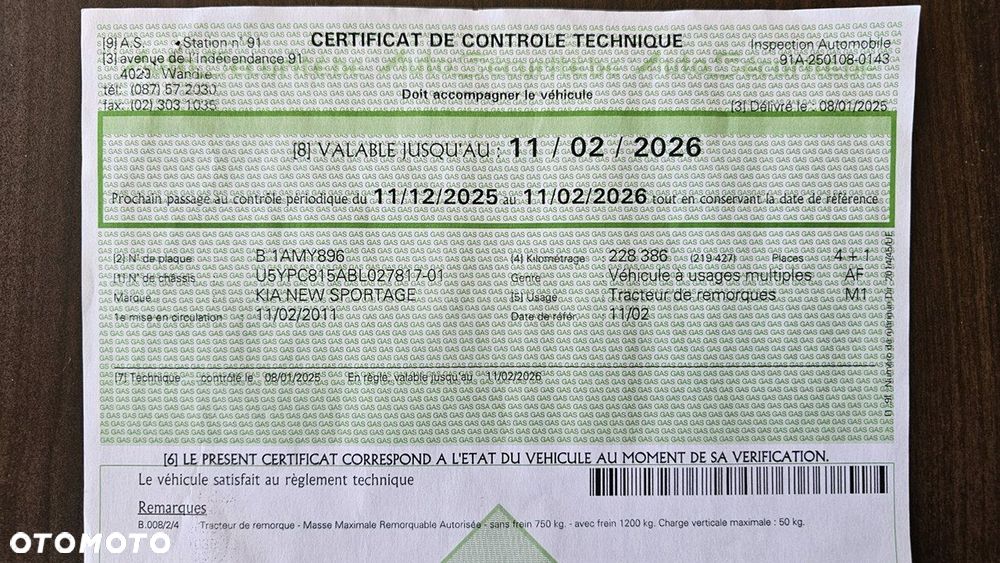 [9] A.S. •Station n° 91
CERTIFICAT DE CONTROLE TECHNIQUE
Inspection Automobile
[3] avenue de l'Indépendance 91
91A-250108-0143
4020 Wandre
tél. (087) 57 2030
Doit accompagner le véhicule
fax. (02) 303 1035
[3] Délivré le : 08/01/2025
[8] VALABLE JUSQU'AU : 11 / 02 / 2026
Prochain passage au contrôle périodique du 11/12/2025 au 11/02/2026 tout en conservant la date de référence
[2] N° de plaque B 1AMY896 [4] Kilométrage 228 386 (219 427) Places 4 + 1
[1] N° de châssis U5YPC815ABL027817-01 Genre Véhicule à usages multiples AF
Marque KIA NEW SPORTAGE [5] Usage Tracteur de remorques M1
1e mise en circulation 11/02/2011 Date de référ. 11/02
[7] Technique contrôlé le : 08/01/2025 En règle, valable jusqu'au 11/02/2026
[6] LE PRESENT CERTIFICAT CORRESPOND A L'ETAT DU VEHICULE AU MOMENT DE SA VERIFICATION.
Le véhicule satisfait au règlement technique
Remarques
B.008/2/4 Tracteur de remorque - Masse Maximale Remorquable Autorisée - sans frein 750 kg. - avec frein 1200 kg. Charge verticale maximale : 50 kg.
OTOMOTO